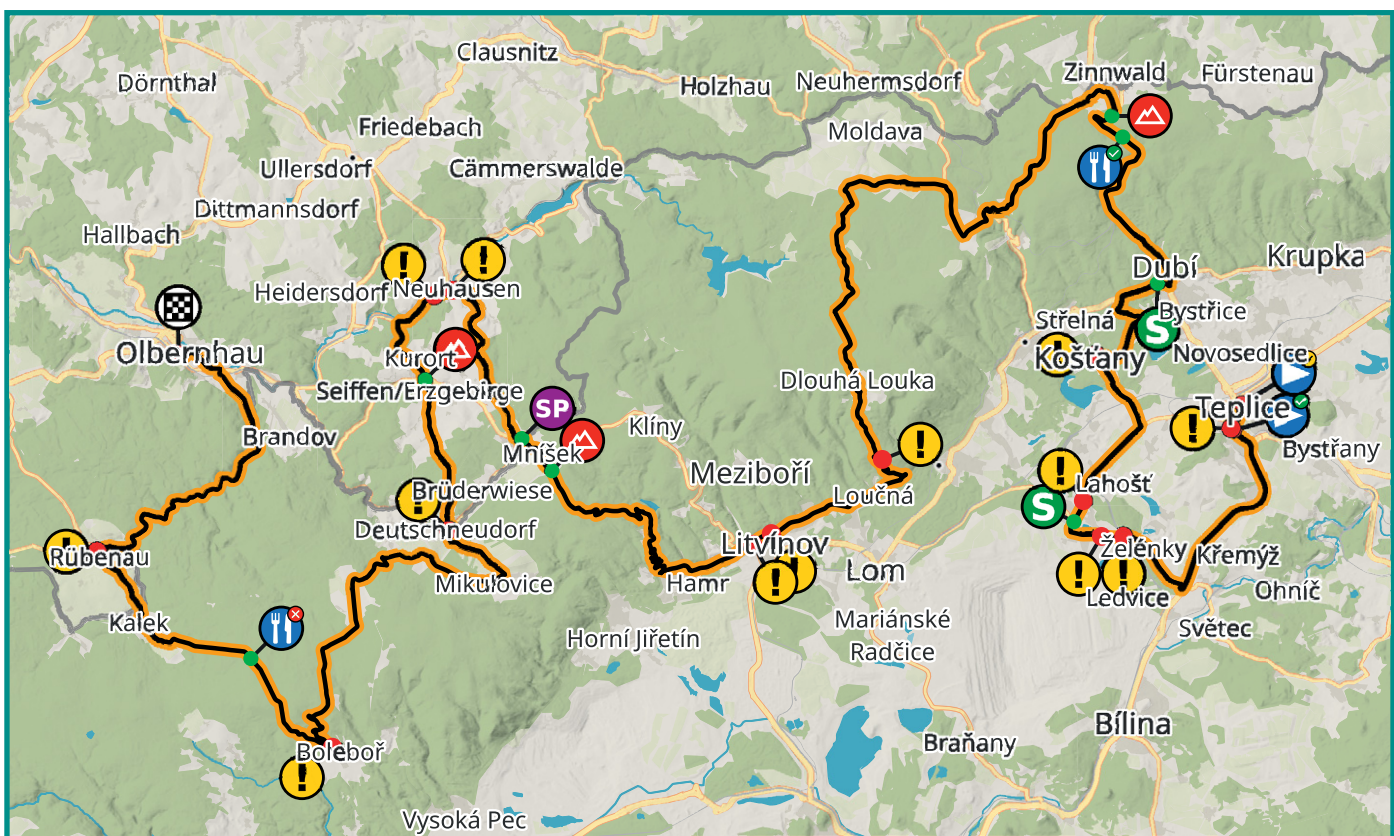 Clausnitz
Zinnwald
Fürstenau
Dörnthal
Holzhau
Neuhermsdorf
Friedebach
Moldava
Ullersdorf
Cämmerswalde
Dittmannsdorf
Hallbach
Krupka
Dubí
Heidersdorf
Neuhausen
Bystřice
Střelná
S
Olbernhau
Kurort
Seiffen/Erzgebirge
Košťany
Novosedlice
Dlouhá Louka
SP
Teplice
Klíny
Brandov
Mníšek
Bystřany
Meziboří
Brüderwiese
Loučná
Lahošť
S
Deutschneudorf
Litvínov
Želénky
Křemýž
Rübenau
Mikulovice
Hamr
Lom
Ledvice
Ohníč
Kalek
Mariánské
Radčice
Světec
Horní Jiřetín
Boleboř
Braňany
Bílina
Vysoká Pec